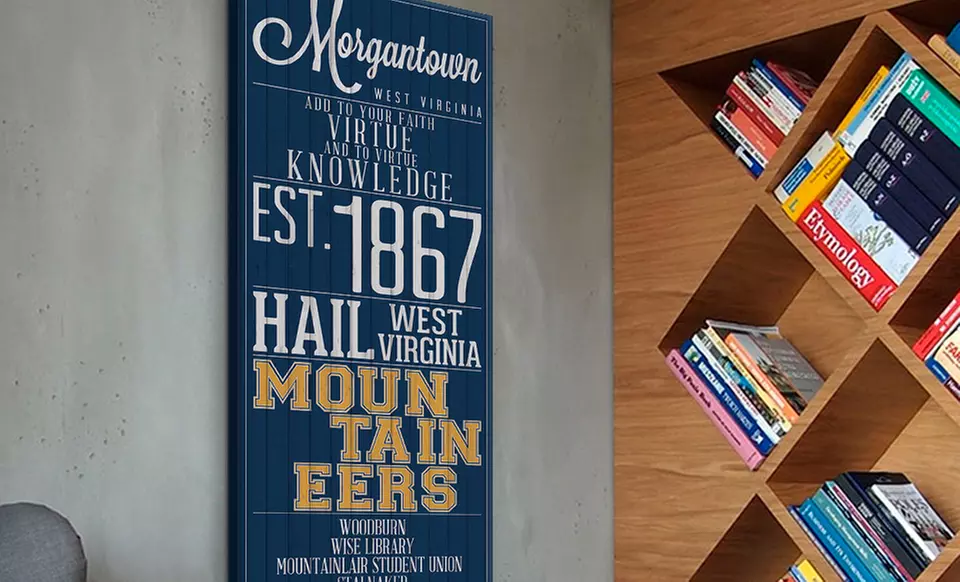 Morgantown
WEST VIRGINIA
ADD TO YOUR FAITH
VIRTUE
AND TO VIRTUE
KNOWLEDGE
EST. 1867
HAIL WEST VIRGINIA
MOUN
TAIN
EERS
WOODBURN
WISE LIBRARY
MOUNTAINLAIR STUDENT UNION
STALNAKER
Etymology